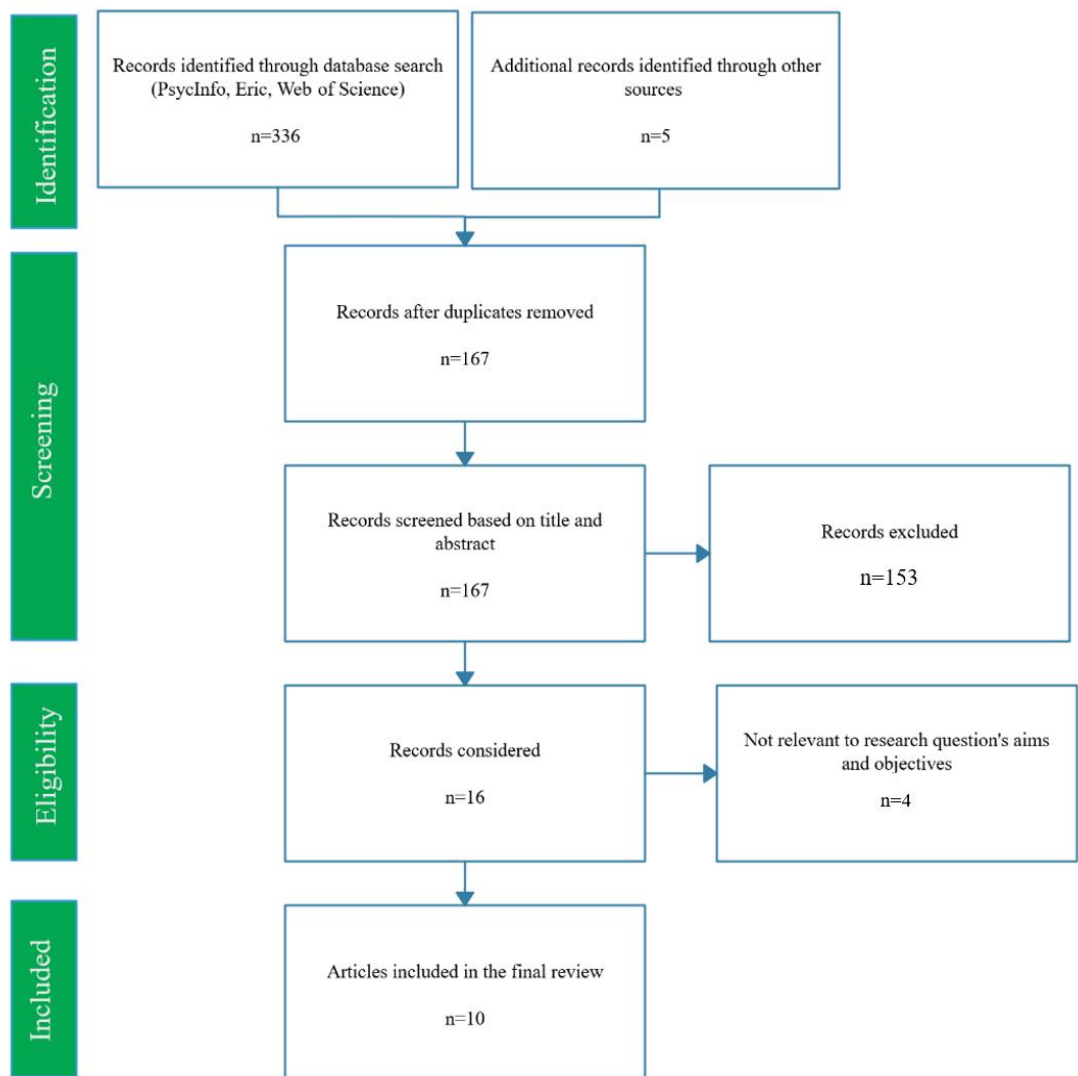 Identification
Records identified through database search
(PsycInfo, Eric, Web of Science)
n=336
Additional records identified through other
sources
n=5
Screening
Records after duplicates removed
n=167
Records screened based on title and
abstract
n=167
Records excluded
n=153
Eligibility
Records considered
n=16
Not relevant to research question's aims
and objectives
n=4
Included
Articles included in the final review
n=10